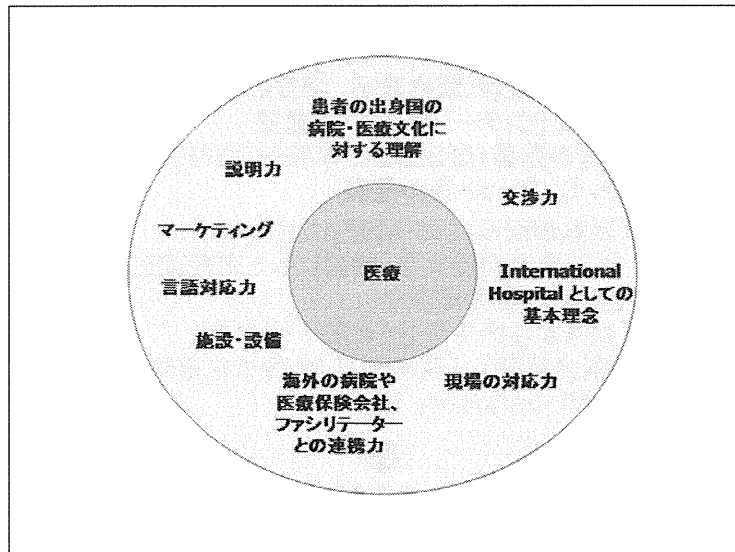 患者の出身国の
病院・医療文化に
対する理解
説明力
交渉力
マーケティング
医療
International
Hospital としての
基本理念
言語対応力
施設・設備
海外の病院や
医療保険会社、
ファシリテーター
との連携力
現場の対応力